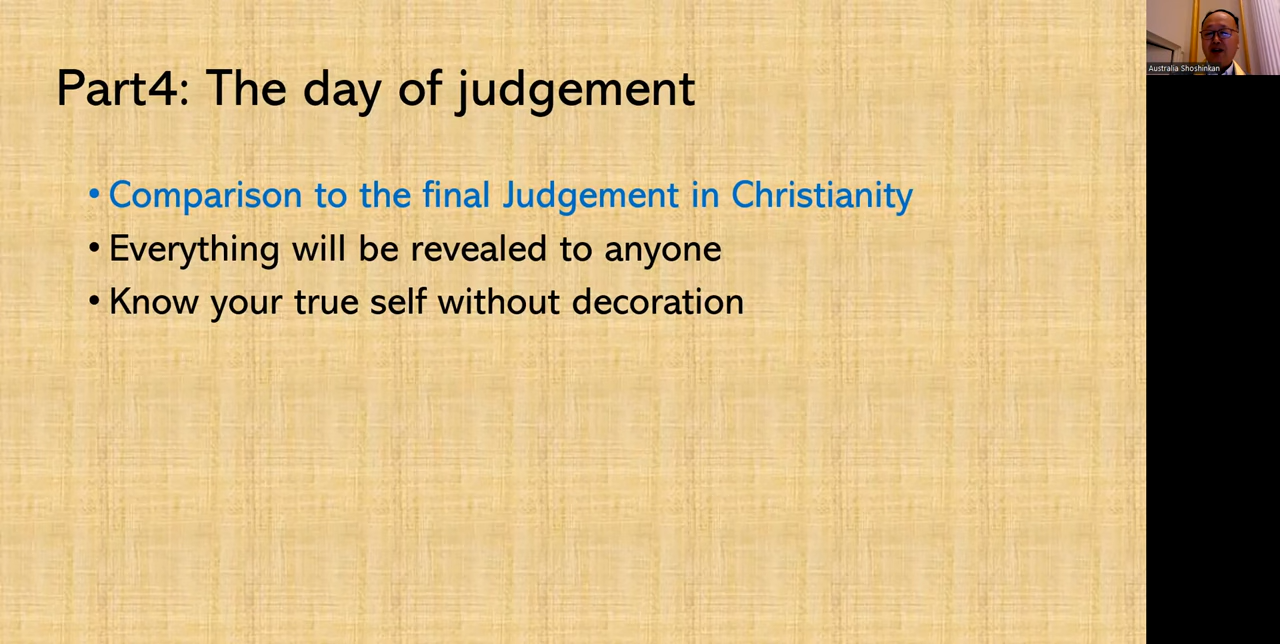 Part4: The day of judgement
• Comparison to the final Judgement in Christianity
• Everything will be revealed to anyone
• Know your true self without decoration
Australia Shoshinkan